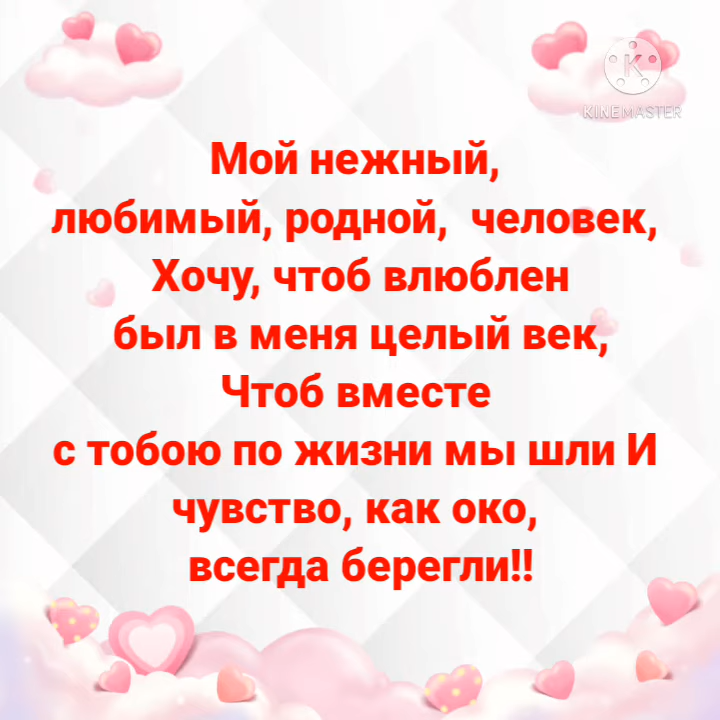 KINEMASTER
Мой нежный,
любимый, родной, человек,
Хочу, чтоб влюблен
был в меня целый век,
Чтоб вместе
с тобою по жизни мы шли И
чувство, как око,
всегда берегли!!